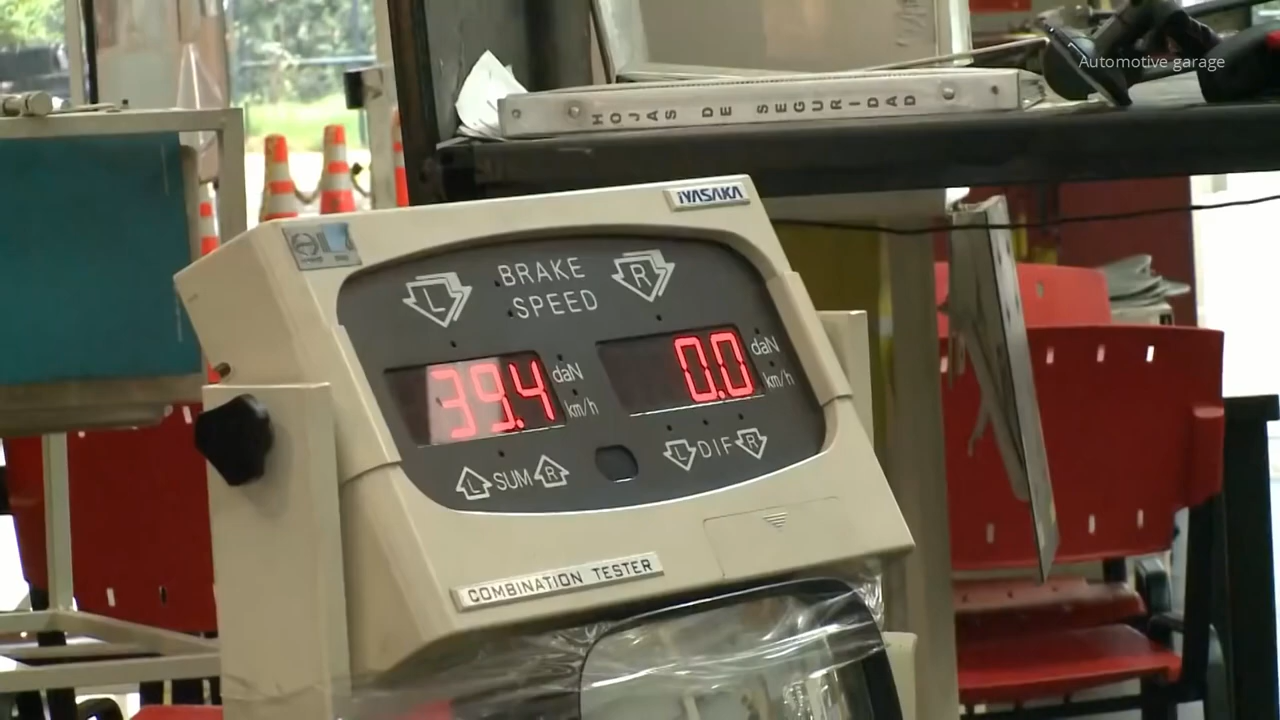 Automotive garage
HOJAS DE SEGURIDAD
IYASAKA
L BRAKE R
SPEED
39.4 daN
km/h
0.0 daN
km/h
L SUM R
L DIF R
COMBINATION TESTER